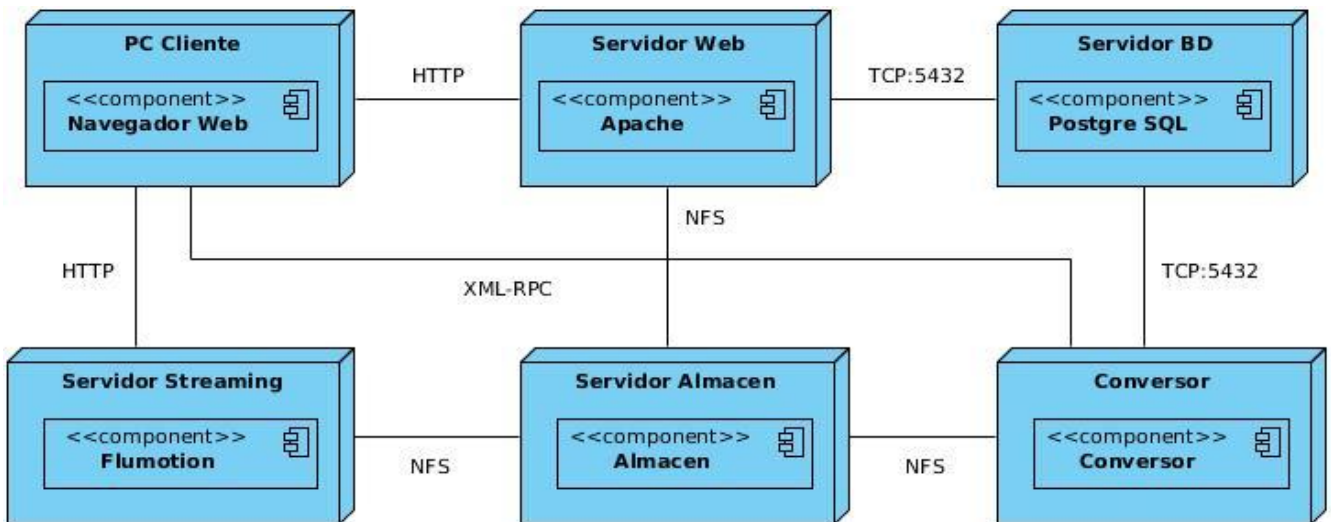 PC Cliente
<<component>>
Navegador Web
HTTP
Servidor Web
<<component>>
Apache
TCP:5432
Servidor BD
<<component>>
Postgre SQL
HTTP
XML-RPC
NFS
TCP:5432
Servidor Streaming
<<component>>
Flumotion
NFS
Servidor Almacen
<<component>>
Almacen
NFS
Conversor
<<component>>
Conversor